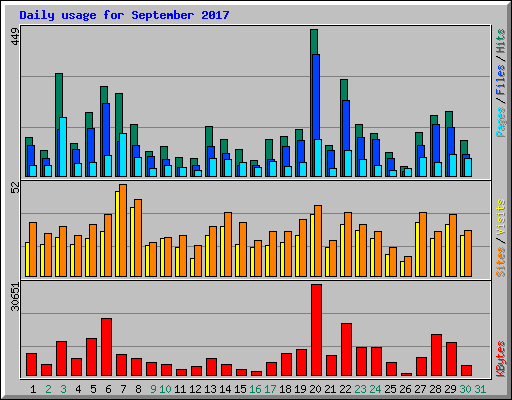 Daily usage for September 2017
449
Pages / Files / Hits
52
Sites / Visits
30651
KBytes
1 2 3 4 5 6 7 8 9 10 11 12 13 14 15 16 17 18 19 20 21 22 23 24 25 26 27 28 29 30 31